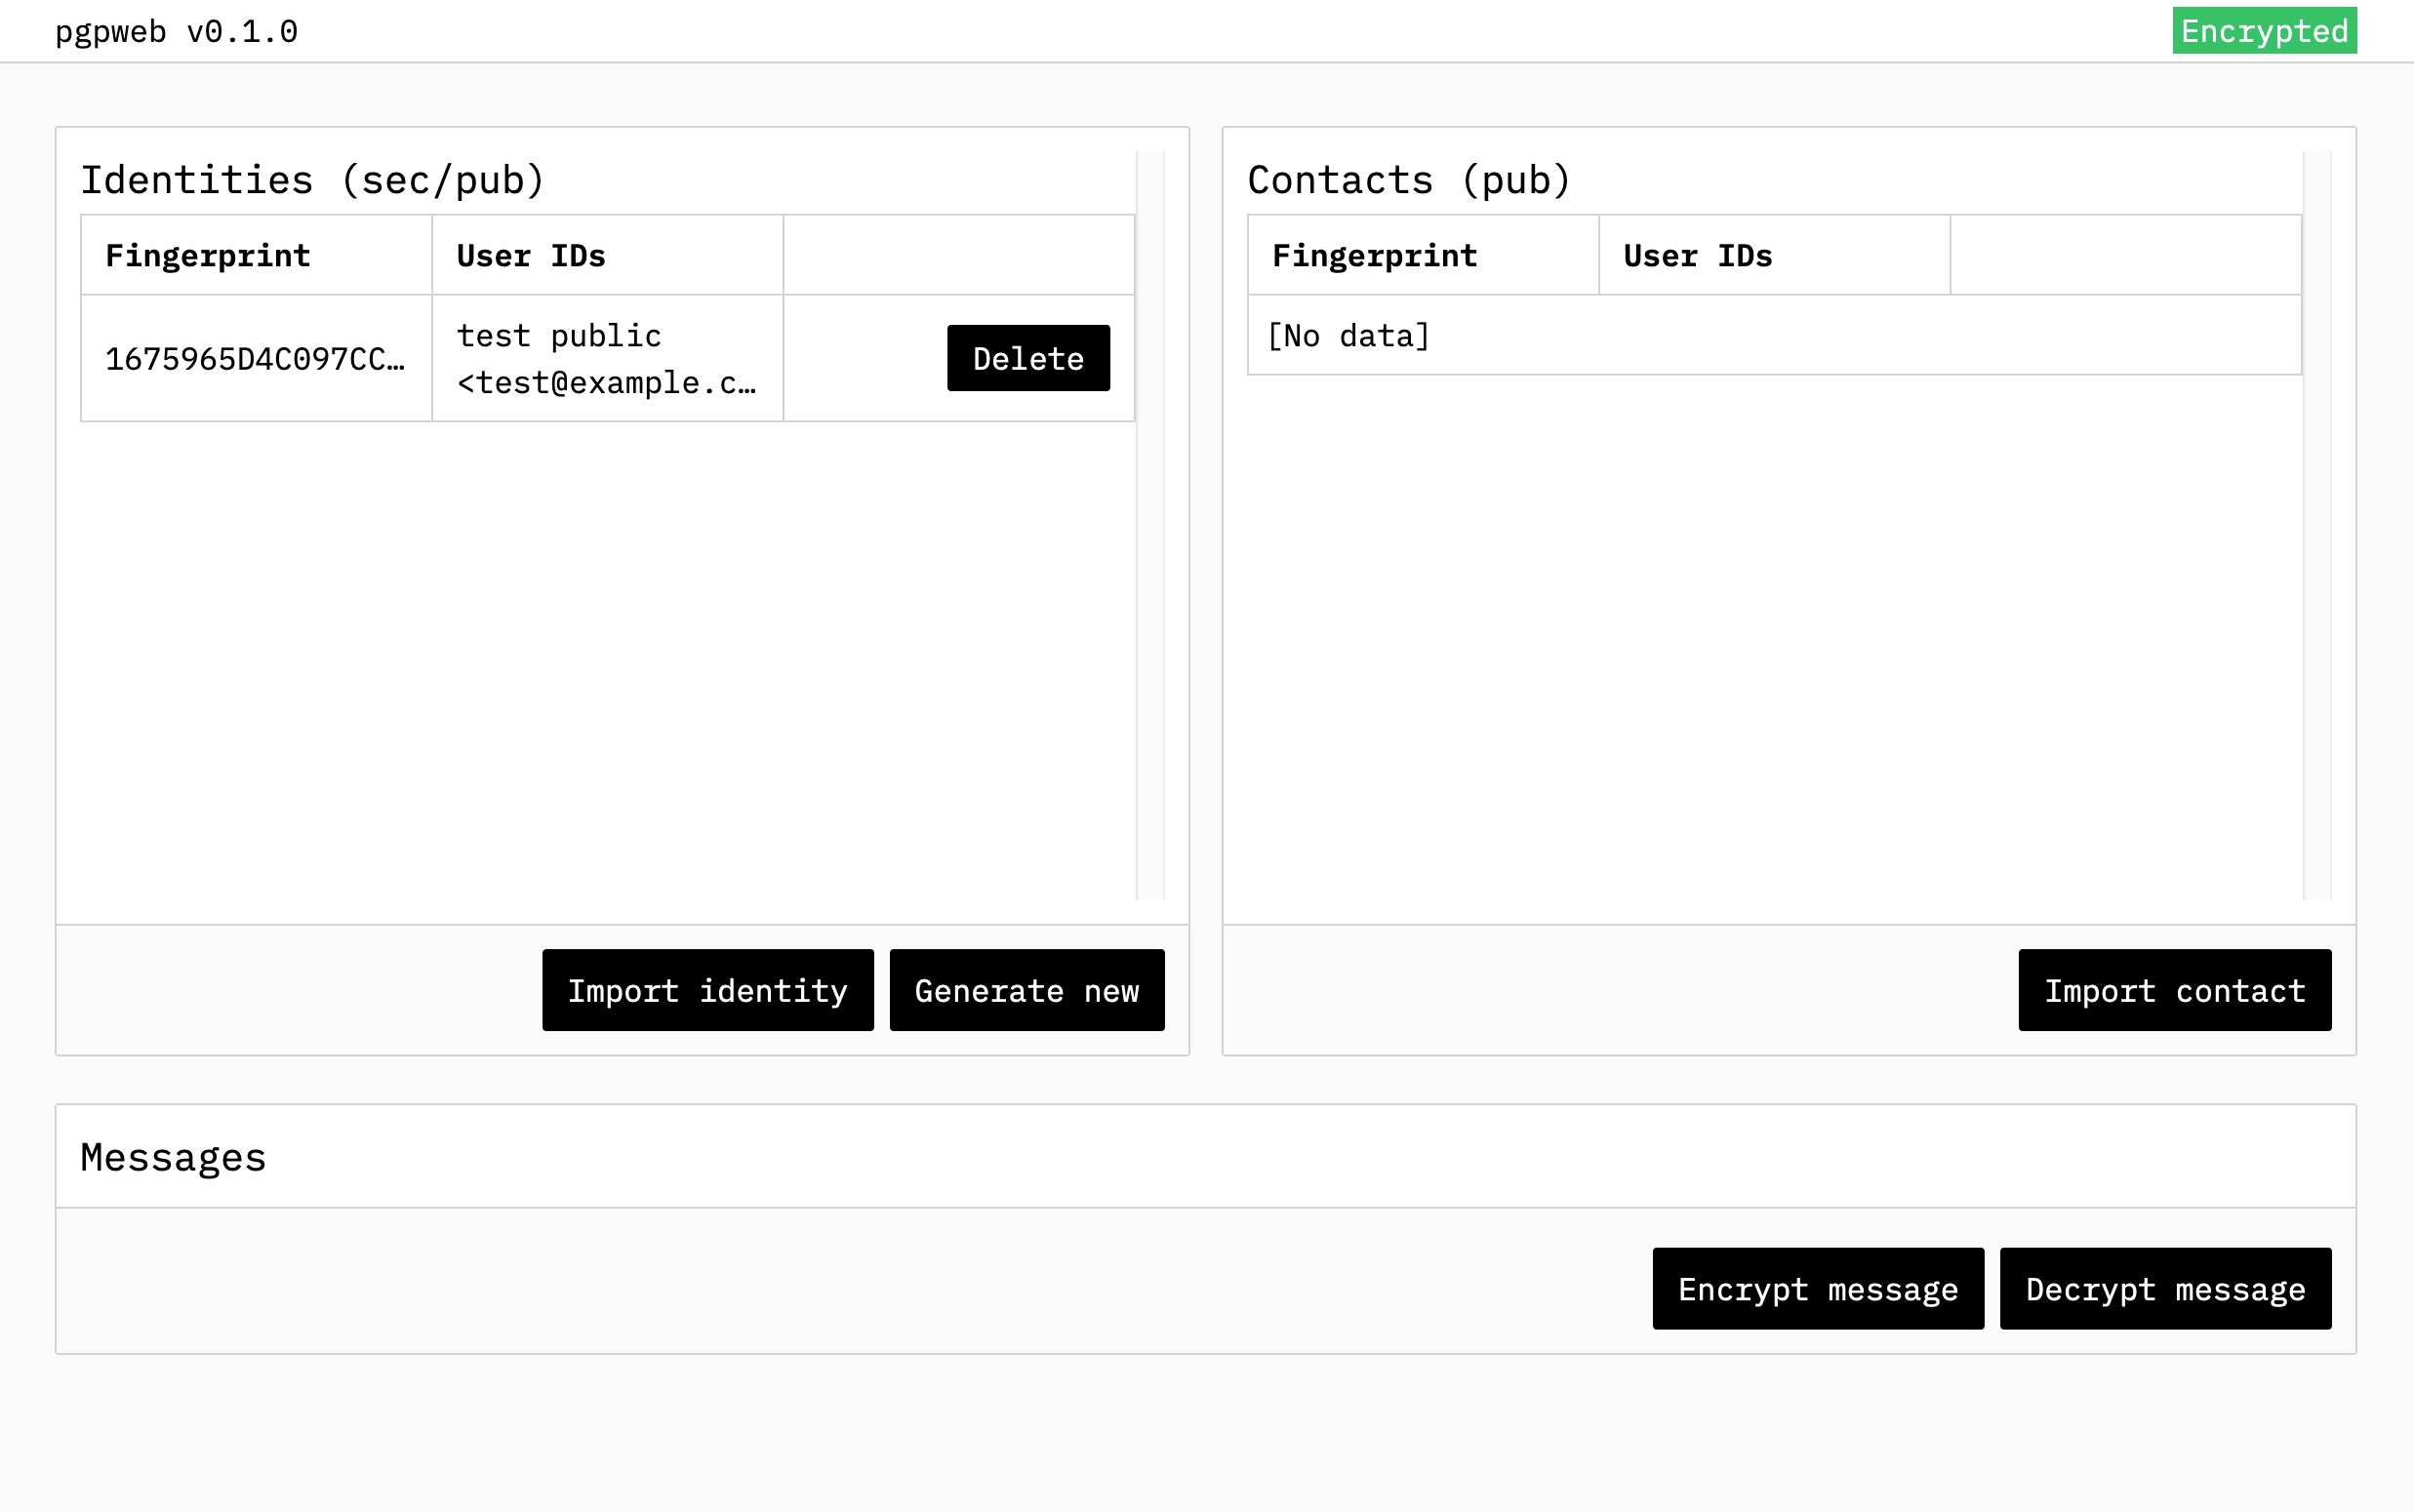 pgpweb v0.1.0
Encrypted
Identities (sec/pub)
Fingerprint
User IDs
1675965D4C097CC…
test public
<test@example.c…
Delete
Import identity
Generate new
Contacts (pub)
Fingerprint
User IDs
[No data]
Import contact
Messages
Encrypt message
Decrypt message